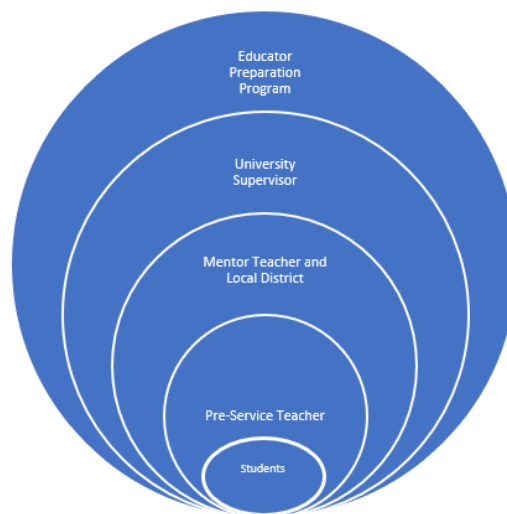 Educator
Preparation
Program
University
Supervisor
Mentor Teacher and
Local District
Pre-Service Teacher
Students